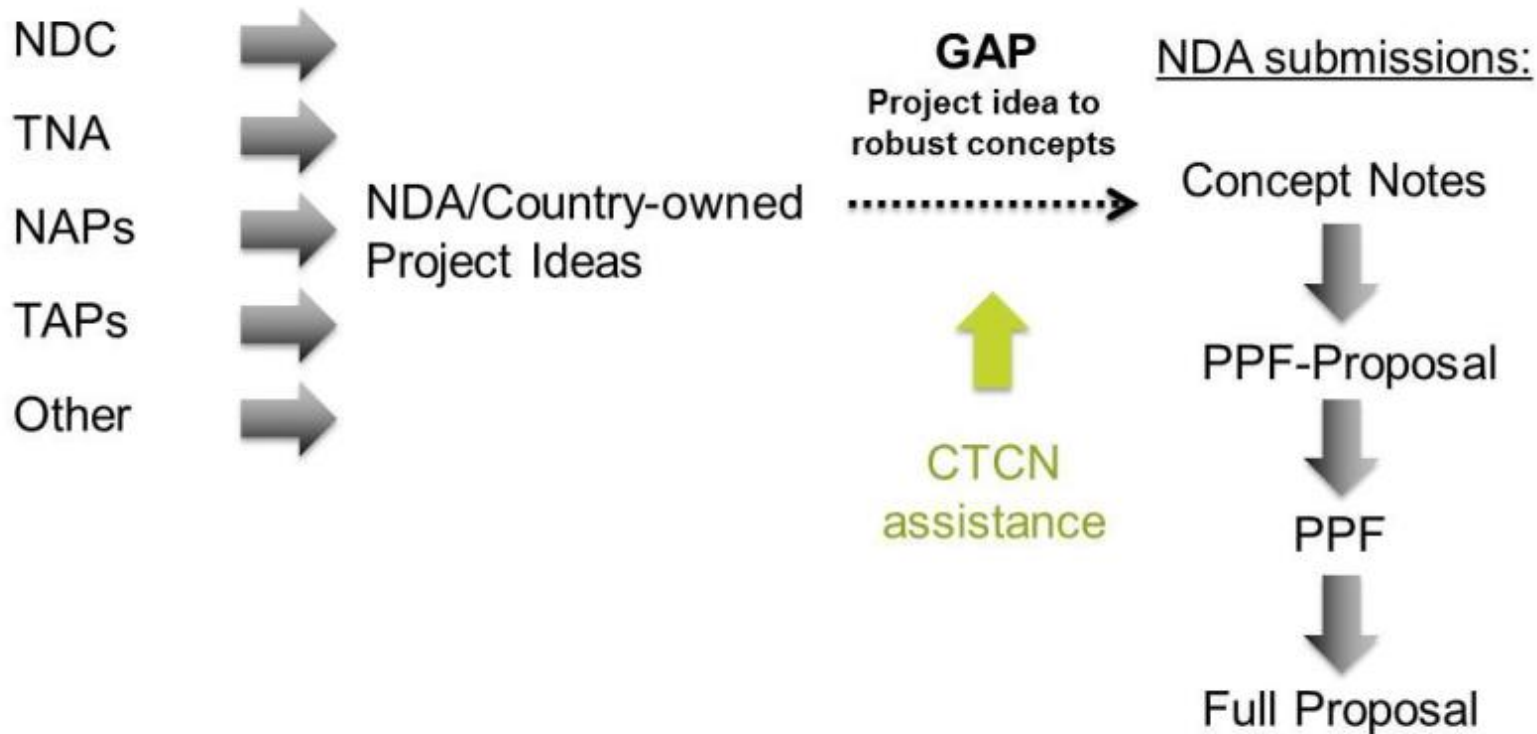 NDC
TNA
NAPs
TAPs
Other
NDA/Country-owned
Project Ideas
GAP
Project idea to
robust concepts
CTCN
assistance
NDA submissions:
Concept Notes
PPF-Proposal
PPF
Full Proposal